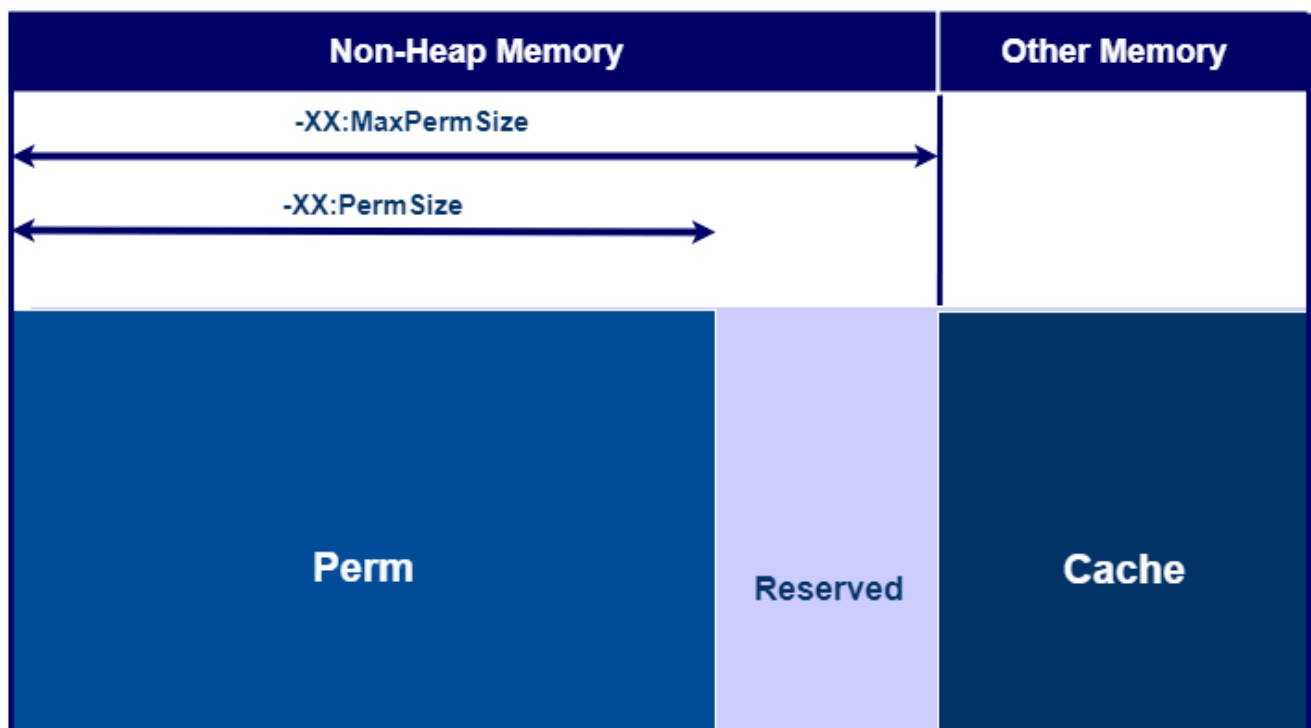 Non-Heap Memory
Other Memory
-XX:MaxPermSize
-XX:PermSize
Perm
Reserved
Cache